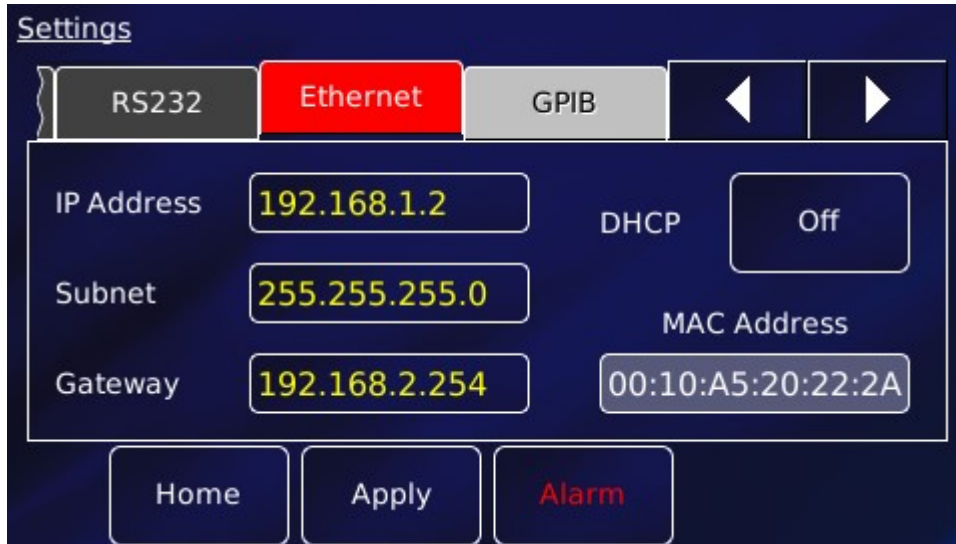 Settings
RS232 Ethernet GPIB
IP Address 192.168.1.2 DHCP Off
Subnet 255.255.255.0
MAC Address
Gateway 192.168.2.254 00:10:A5:20:22:2A
Home Apply Alarm